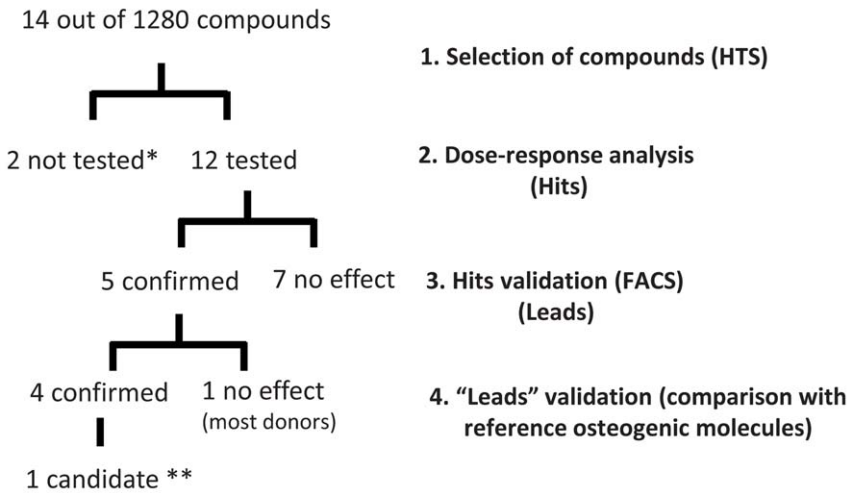 14 out of 1280 compounds
1. Selection of compounds (HTS)
2 not tested* 12 tested
2. Dose-response analysis
(Hits)
5 confirmed 7 no effect
3. Hits validation (FACS)
(Leads)
4 confirmed 1 no effect
(most donors)
4. “Leads” validation (comparison with
reference osteogenic molecules)
1 candidate **